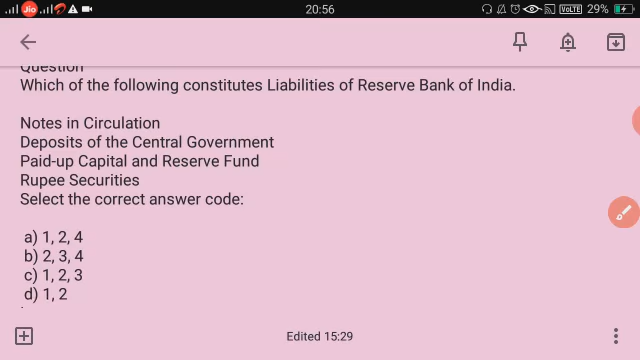 Jio 20:56 VoLTE 29%
Question
Which of the following constitutes Liabilities of Reserve Bank of India.
Notes in Circulation
Deposits of the Central Government
Paid-up Capital and Reserve Fund
Rupee Securities
Select the correct answer code:
a) 1, 2, 4
b) 2, 3, 4
c) 1, 2, 3
d) 1, 2
Edited 15:29